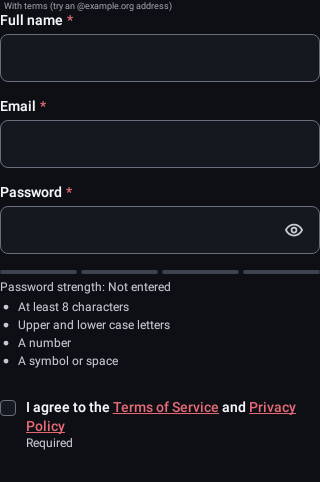 With terms (try an @example.org address)
Full name *
Email *
Password *
Password strength: Not entered
At least 8 characters
Upper and lower case letters
A number
A symbol or space
I agree to the Terms of Service and Privacy
Policy
Required